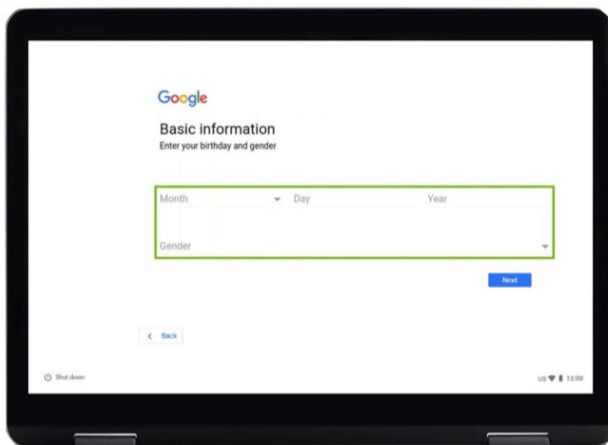 Google
Basic information
Enter your birthday and gender
Month Day Year
Gender
Next
Back
Shut down US 12:00